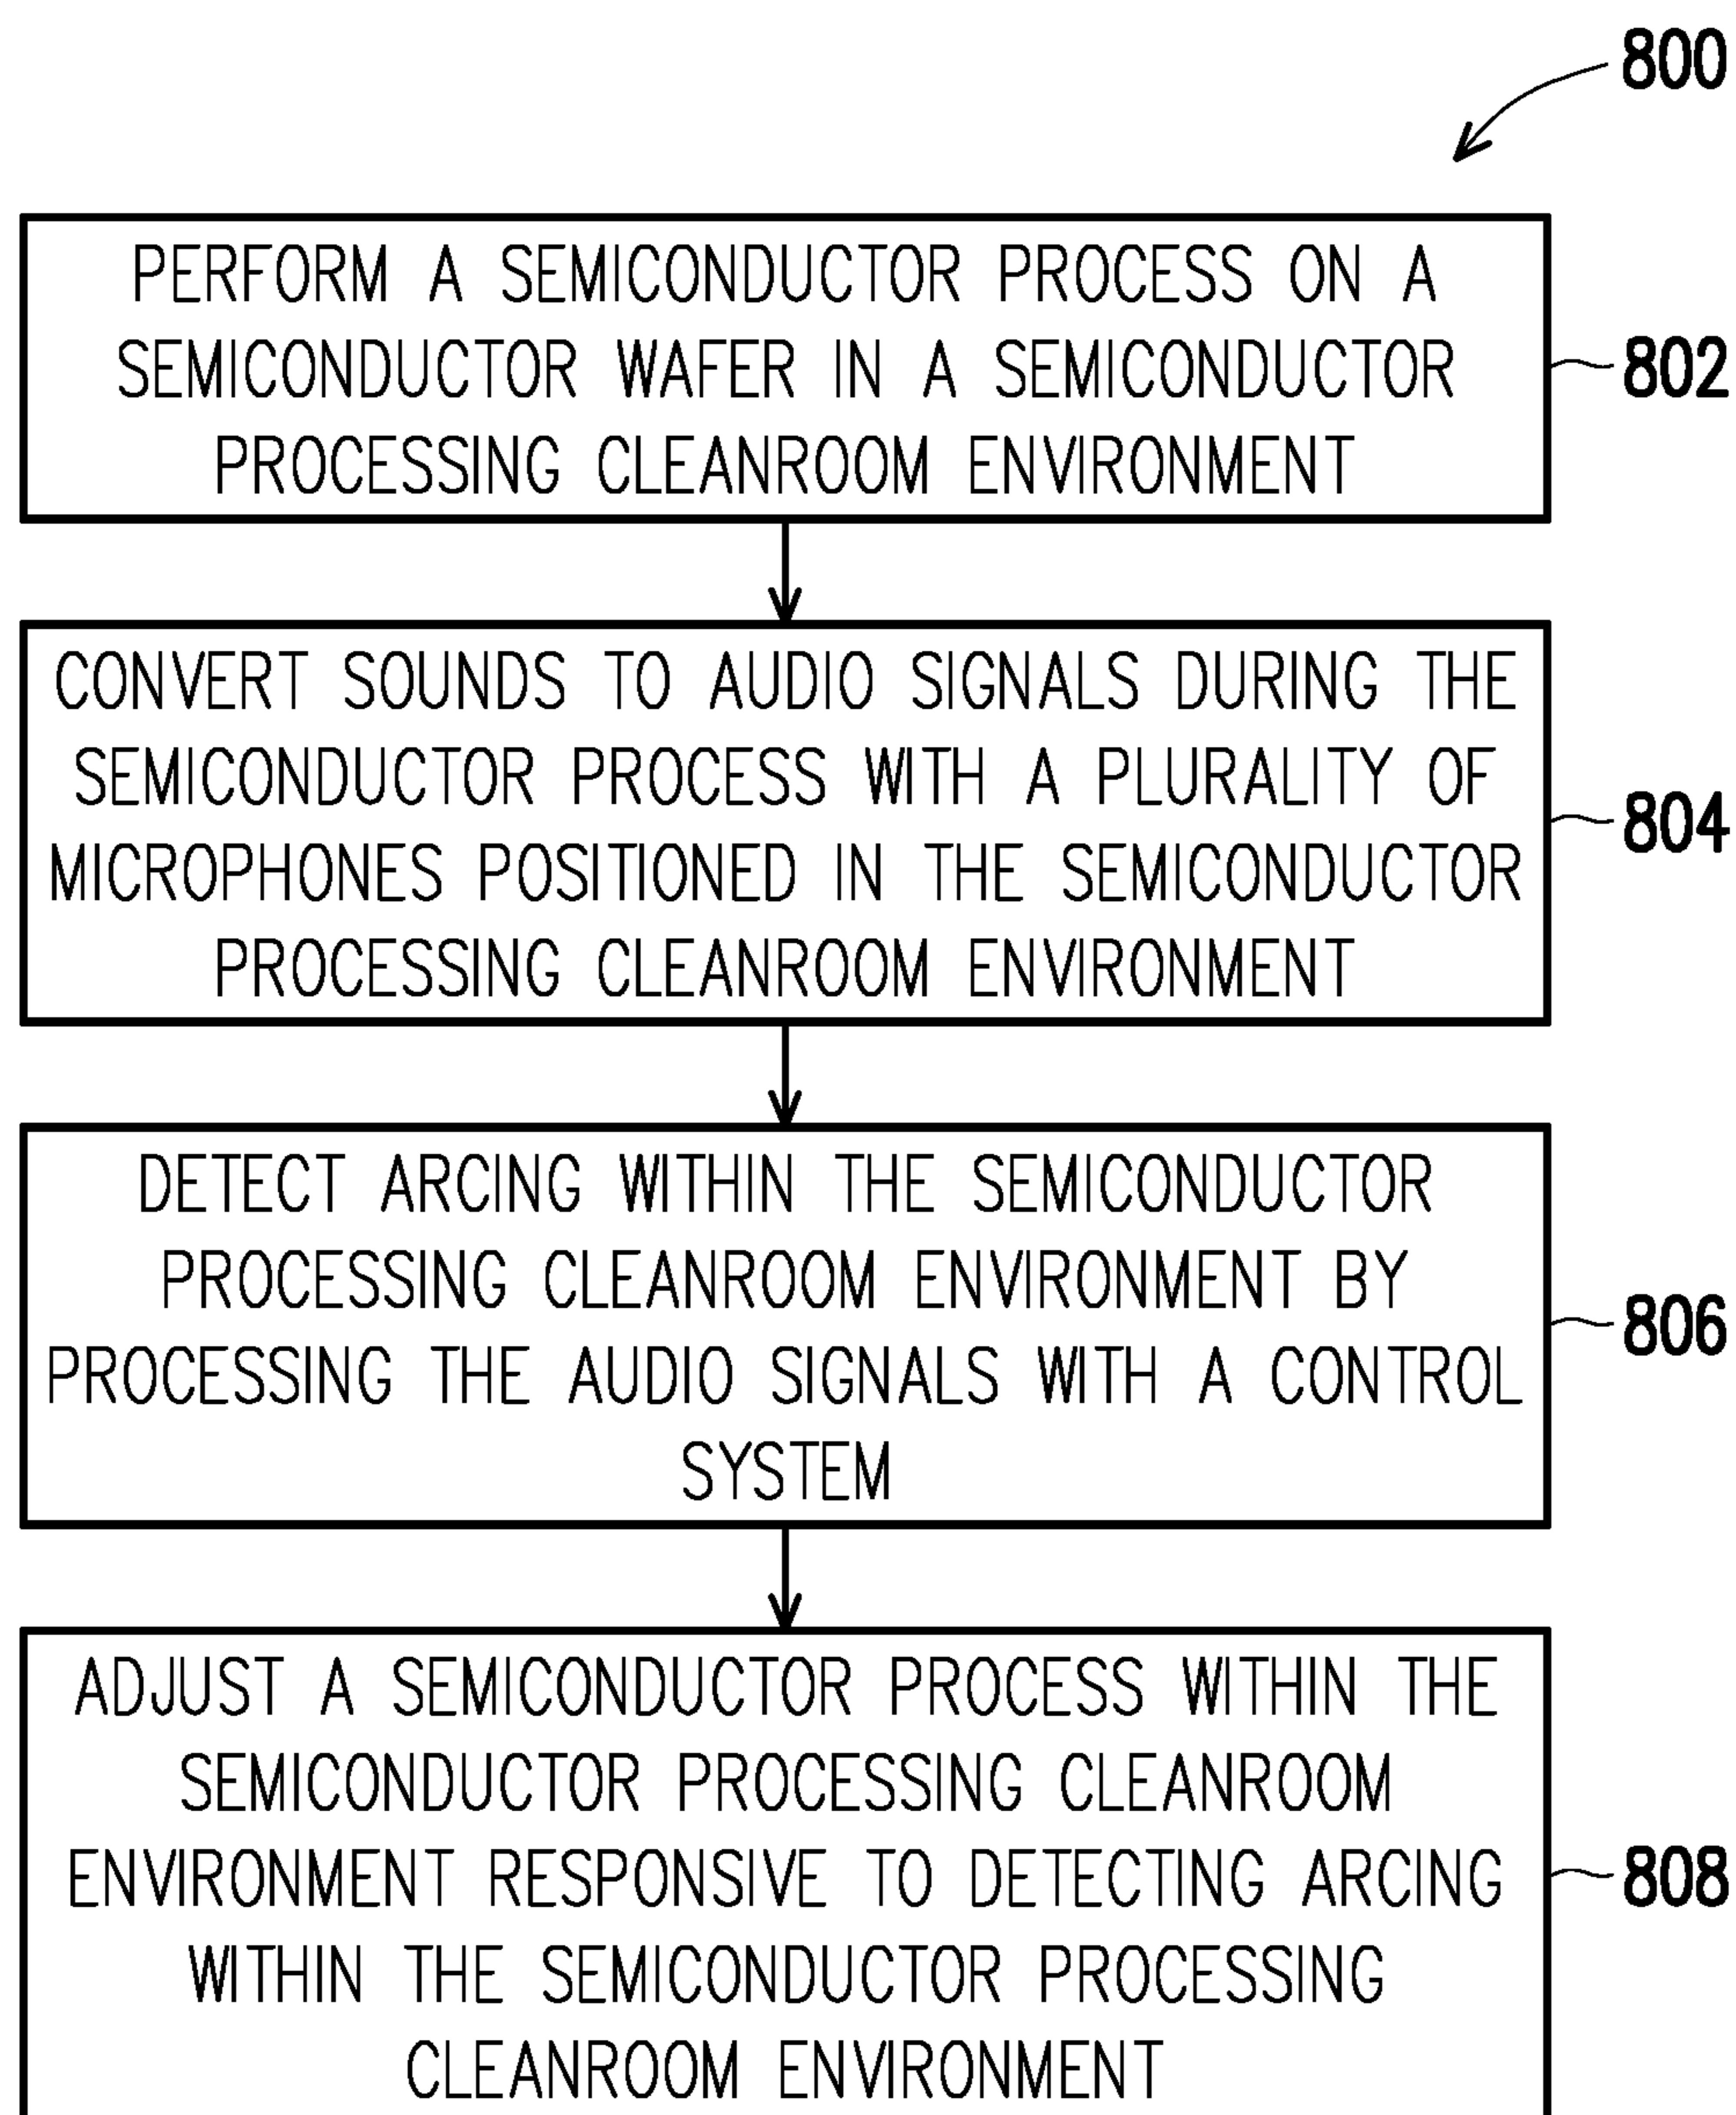 800
PERFORM A SEMICONDUCTOR PROCESS ON A
SEMICONDUCTOR WAFER IN A SEMICONDUCTOR
PROCESSING CLEANROOM ENVIRONMENT
802
CONVERT SOUNDS TO AUDIO SIGNALS DURING THE
SEMICONDUCTOR PROCESS WITH A PLURALITY OF
MICROPHONES POSITIONED IN THE SEMICONDUCTOR
PROCESSING CLEANROOM ENVIRONMENT
804
DETECT ARCING WITHIN THE SEMICONDUCTOR
PROCESSING CLEANROOM ENVIRONMENT BY
PROCESSING THE AUDIO SIGNALS WITH A CONTROL
SYSTEM
806
ADJUST A SEMICONDUCTOR PROCESS WITHIN THE
SEMICONDUCTOR PROCESSING CLEANROOM
ENVIRONMENT RESPONSIVE TO DETECTING ARCING
WITHIN THE SEMICONDUCTOR PROCESSING
CLEANROOM ENVIRONMENT
808